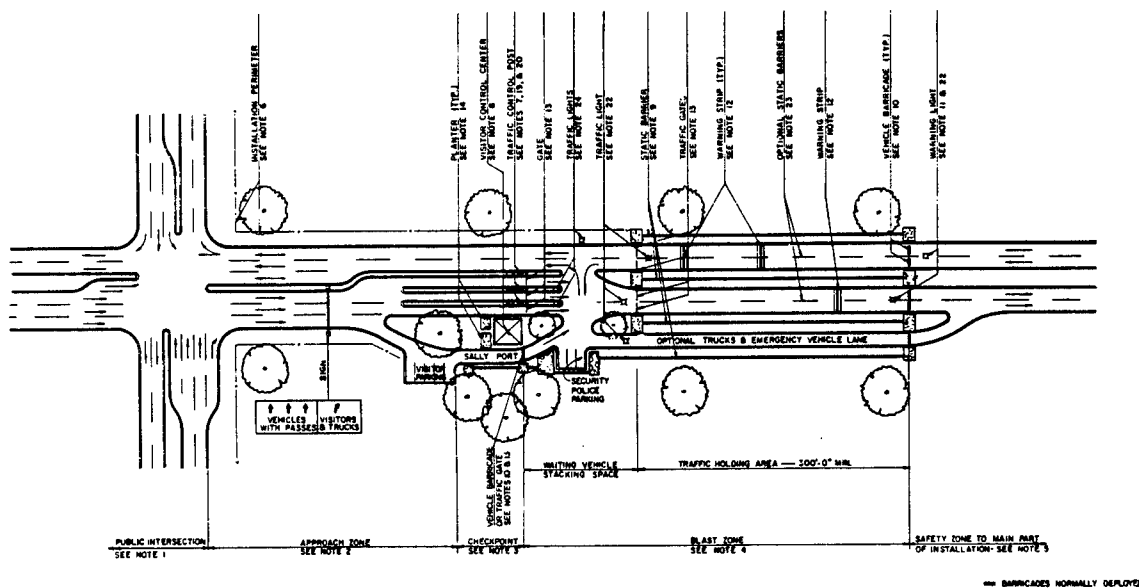 INSTALLATION PERIMETER
SEE NOTE 6
PLANTER (TYP.)
SEE NOTE 14
VISITOR CONTROL CENTER
SEE NOTE 8
TRAFFIC CONTROL POST
SEE NOTES 7, 19, & 20
GATE
SEE NOTE 13
TRAFFIC LIGHTS
SEE NOTE 24
TRAFFIC LIGHT
SEE NOTE 22
STATIC BARRIER
SEE NOTE 9
TRAFFIC GATE
SEE NOTE 13
WARNING STRIP (TYP.)
SEE NOTE 12
OPTIONAL STATIC BARRIERS
SEE NOTE 23
WARNING STRIP
SEE NOTE 12
VEHICLE BARRICADE (TYP.)
SEE NOTE 10
WARNING LIGHT
SEE NOTE 11 & 22
OPTIONAL TRUCKS & EMERGENCY VEHICLE LANE
SALLY PORT
VISITOR
PARKING
SECURITY
POLICE
PARKING
SIGN
VEHICLES
WITH PASSES
VISITORS
& TRUCKS
VEHICLE BARRICADE
OR TRAFFIC GATE
SEE NOTES 10 & 13
WAITING VEHICLE
STACKING SPACE
TRAFFIC HOLDING AREA — 300'-0" MIN.
PUBLIC INTERSECTION
SEE NOTE 1
APPROACH ZONE
SEE NOTE 2
CHECKPOINT
SEE NOTE 3
BLAST ZONE
SEE NOTE 4
SAFETY ZONE TO MAIN PART
OF INSTALLATION- SEE NOTE 5
BARRICADES NORMALLY DEPLOYED